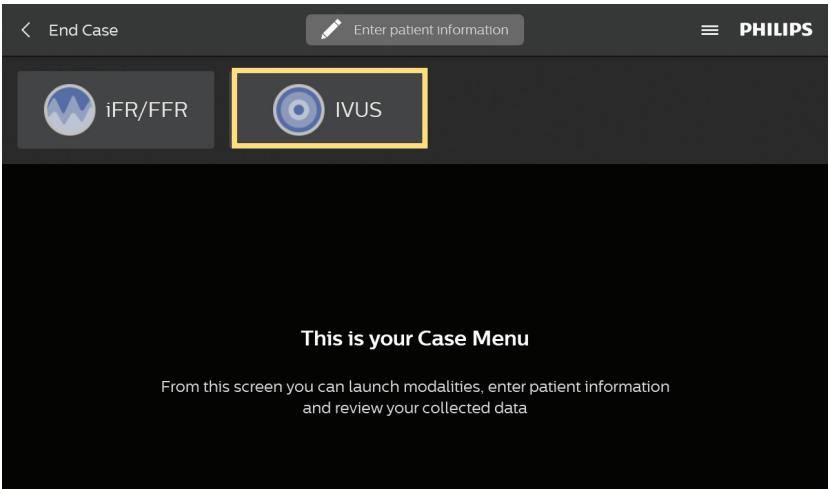 End Case
Enter patient information
PHILIPS
iFR/FFR
IVUS
This is your Case Menu
From this screen you can launch modalities, enter patient information
and review your collected data